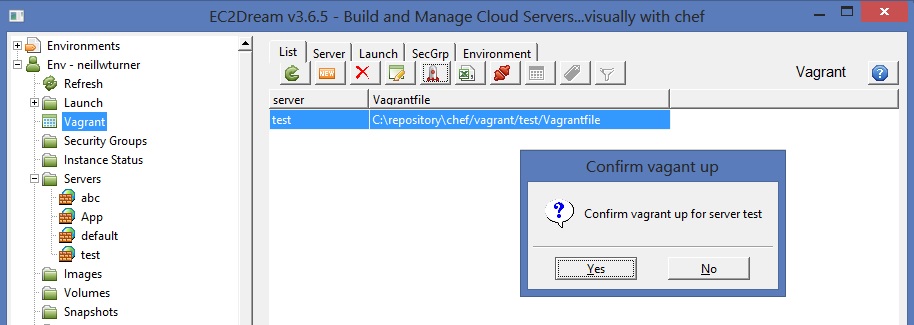 EC2Dream v3.6.5 - Build and Manage Cloud Servers...visually with chef
Environments
Env - neillwturner
Refresh
Launch
Vagrant
Security Groups
Instance Status
Servers
abc
App
default
test
Images
Volumes
Snapshots
List Server Launch SecGrp Environment
NEW
Vagrant
?
server Vagrantfile
test C:\repository\chef/vagrant/test/Vagrantfile
Confirm vagant up
?
Confirm vagrant up for server test
Yes No